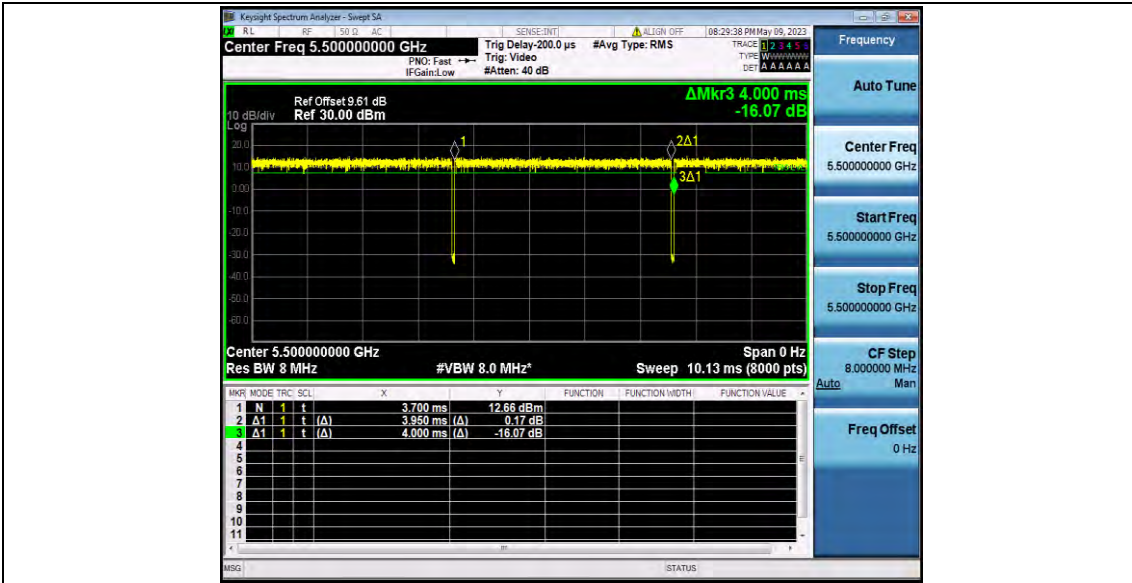 Keysight Spectrum Analyzer - Swept SA
RL RF 50 Ω AC SENSE:INT ALIGN OFF 08:29:38 PM May 09, 2023
Center Freq 5.500000000 GHz
PNO: Fast
IFGain:Low
Trig Delay-200.0 µs
Trig: Video
#Atten: 40 dB
#Avg Type: RMS
TRACE 1 2 3 4 5 6
TYPE WWWWWW
DET A A A A A A
ΔMkr3 4.000 ms
-16.07 dB
Ref Offset 9.61 dB
10 dB/div Ref 30.00 dBm
Log
20.0
10.0
0.00
-10.0
-20.0
-30.0
-40.0
-50.0
-60.0
1
2Δ1
3Δ1
Center 5.500000000 GHz Span 0 Hz
Res BW 8 MHz #VBW 8.0 MHz* Sweep 10.13 ms (8000 pts)
MKR MODE TRC SCL X Y FUNCTION FUNCTION WIDTH FUNCTION VALUE
1 N 1 t 3.700 ms 12.66 dBm
2 Δ1 1 t (Δ) 3.950 ms (Δ) 0.17 dB
3 Δ1 1 t (Δ) 4.000 ms (Δ) -16.07 dB
4
5
6
7
8
9
10
11
MSG STATUS
Frequency
Auto Tune
Center Freq
5.500000000 GHz
Start Freq
5.500000000 GHz
Stop Freq
5.500000000 GHz
CF Step
8.000000 MHz
Auto Man
Freq Offset
0 Hz